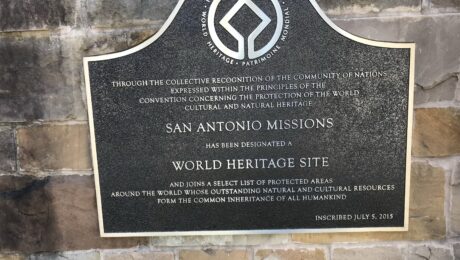 WORLD HERITAGE • PATRIMOINE MONDIAL
THROUGH THE COLLECTIVE RECOGNITION OF THE COMMUNITY OF NATIONS
EXPRESSED WITHIN THE PRINCIPLES OF THE
CONVENTION CONCERNING THE PROTECTION OF THE WORLD
CULTURAL AND NATURAL HERITAGE
SAN ANTONIO MISSIONS
HAS BEEN DESIGNATED A
WORLD HERITAGE SITE
AND JOINS A SELECT LIST OF PROTECTED AREAS
AROUND THE WORLD WHOSE OUTSTANDING NATURAL AND CULTURAL RESOURCES
FORM THE COMMON INHERITANCE OF ALL HUMANKIND
INSCRIBED JULY 5, 2015